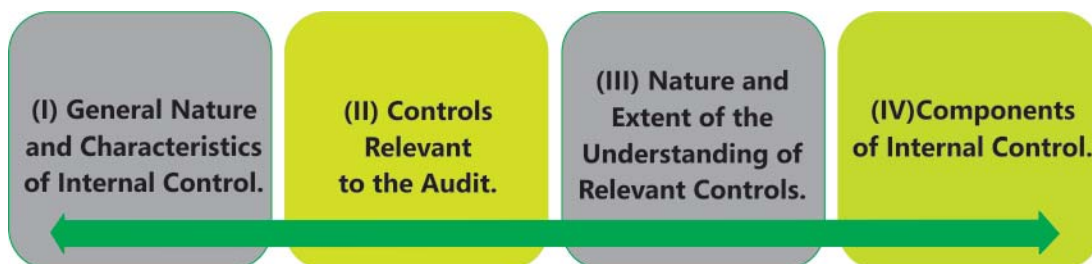 (I) General Nature
and Characteristics
of Internal Control.
(II) Controls
Relevant
to the Audit.
(III) Nature and
Extent of the
Understanding of
Relevant Controls.
(IV)Components
of Internal Control.